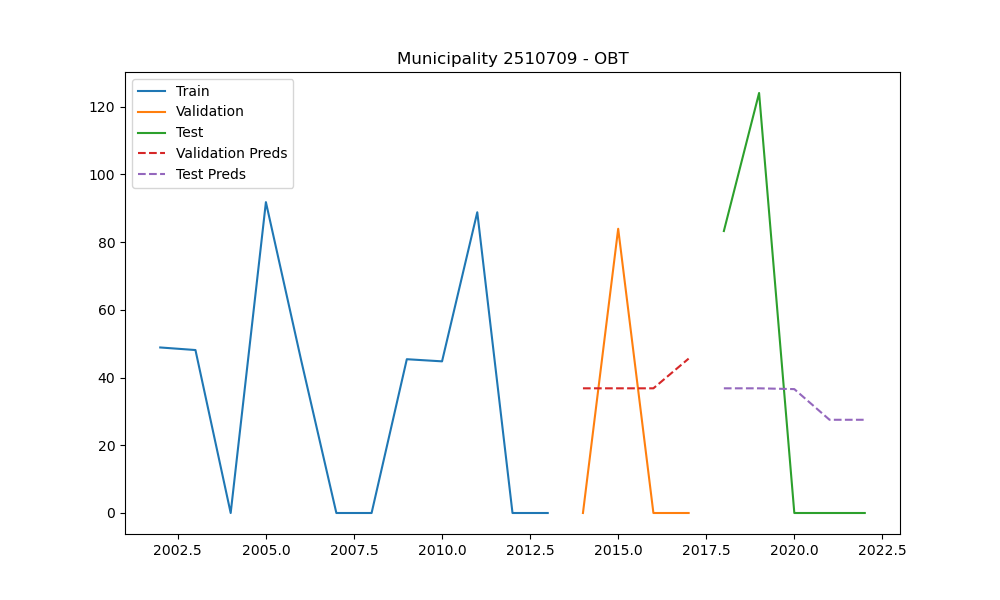 Municipality 2510709 - OBT
Train
Validation
Test
Validation Preds
Test Preds
120
100
80
60
40
20
0
2002.5 2005.0 2007.5 2010.0 2012.5 2015.0 2017.5 2020.0 2022.5